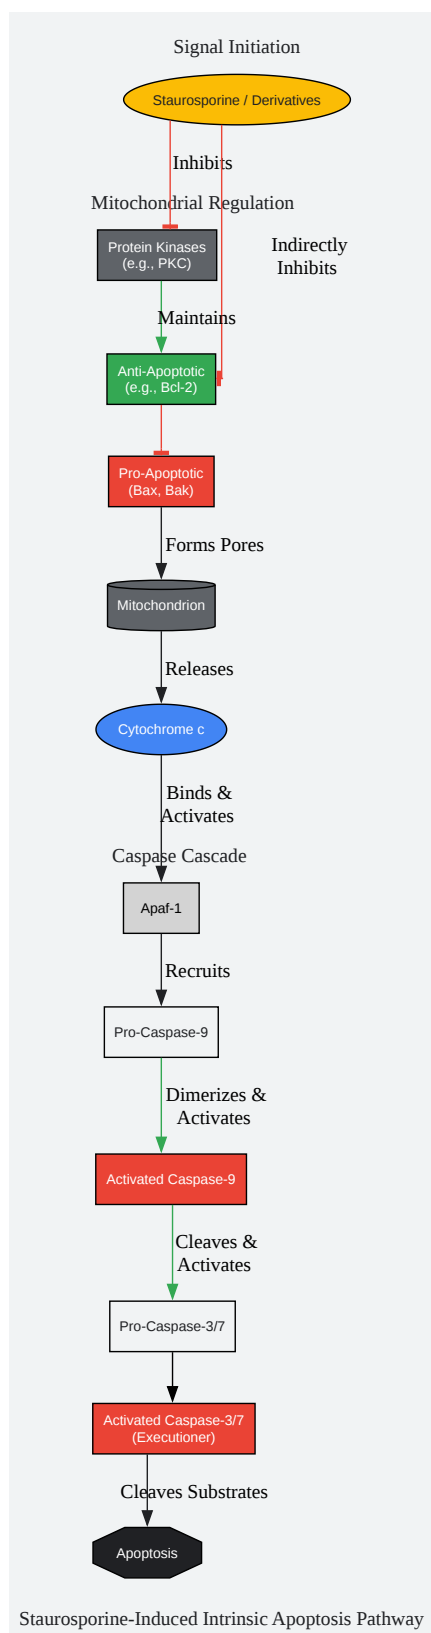 Signal Initiation
Staurosporine / Derivatives
Inhibits
Mitochondrial Regulation
Protein Kinases
(e.g., PKC)
Indirectly
Inhibits
Maintains
Anti-Apoptotic
(e.g., Bcl-2)
Pro-Apoptotic
(Bax, Bak)
Forms Pores
Mitochondrion
Releases
Cytochrome c
Binds &
Activates
Caspase Cascade
Apaf-1
Recruits
Pro-Caspase-9
Dimerizes &
Activates
Activated Caspase-9
Cleaves &
Activates
Pro-Caspase-3/7
Activated Caspase-3/7
(Executioner)
Cleaves Substrates
Apoptosis
Staurosporine-Induced Intrinsic Apoptosis Pathway